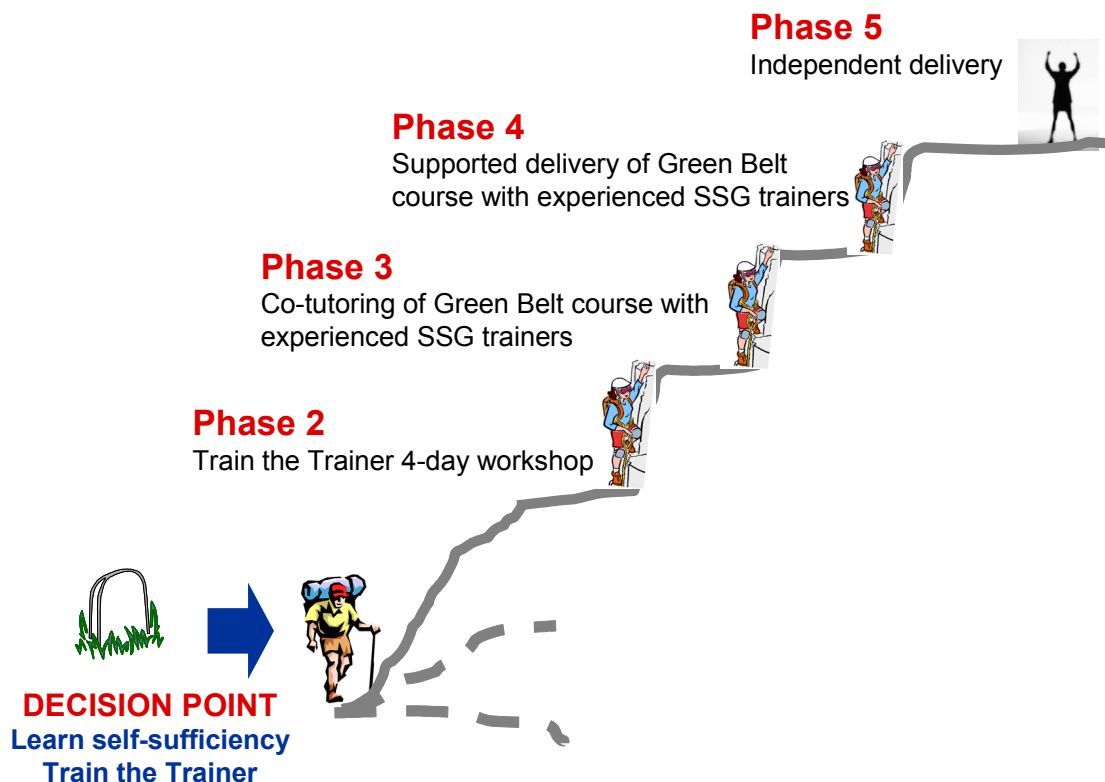 Phase 5
Independent delivery
Phase 4
Supported delivery of Green Belt
course with experienced SSG trainers
Phase 3
Co-tutoring of Green Belt course with
experienced SSG trainers
Phase 2
Train the Trainer 4-day workshop
DECISION POINT
Learn self-sufficiency
Train the Trainer